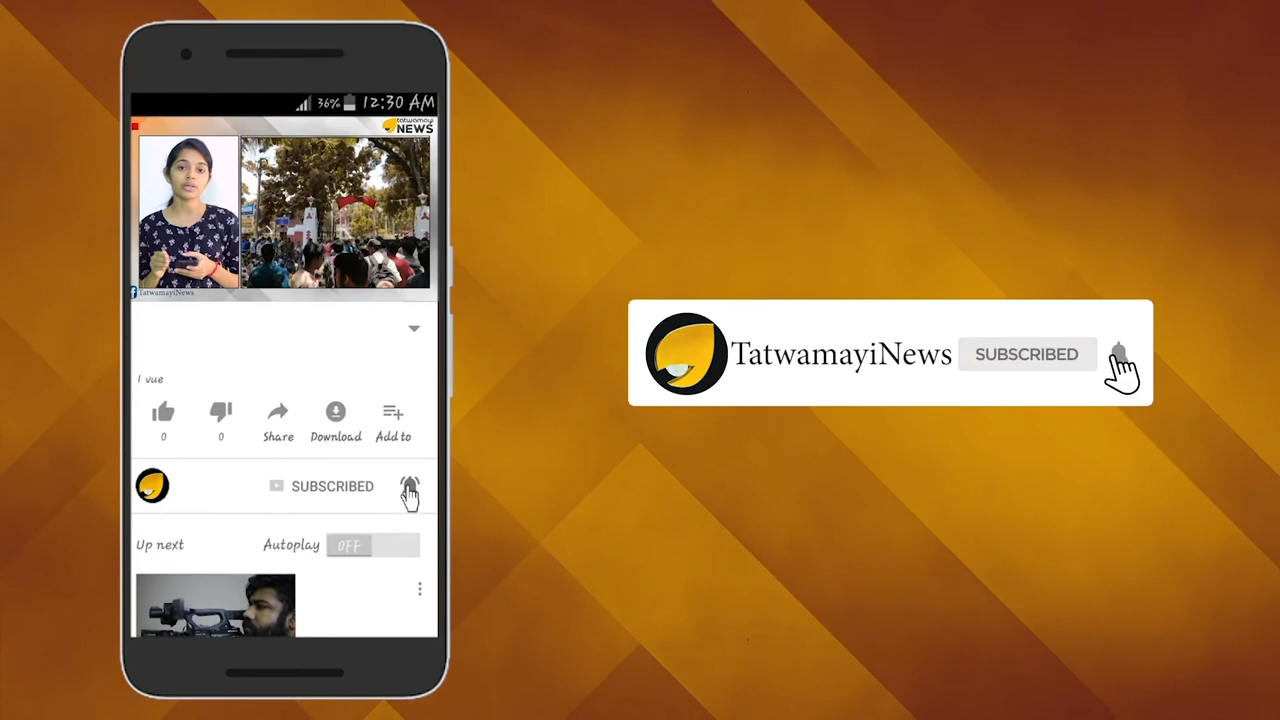 36% 12:30 AM
tatwamayi
NEWS
TatwamayiNews
1 vue
0 0 Share Download Add to
SUBSCRIBED
Up next Autoplay OFF
TatwamayiNews SUBSCRIBED